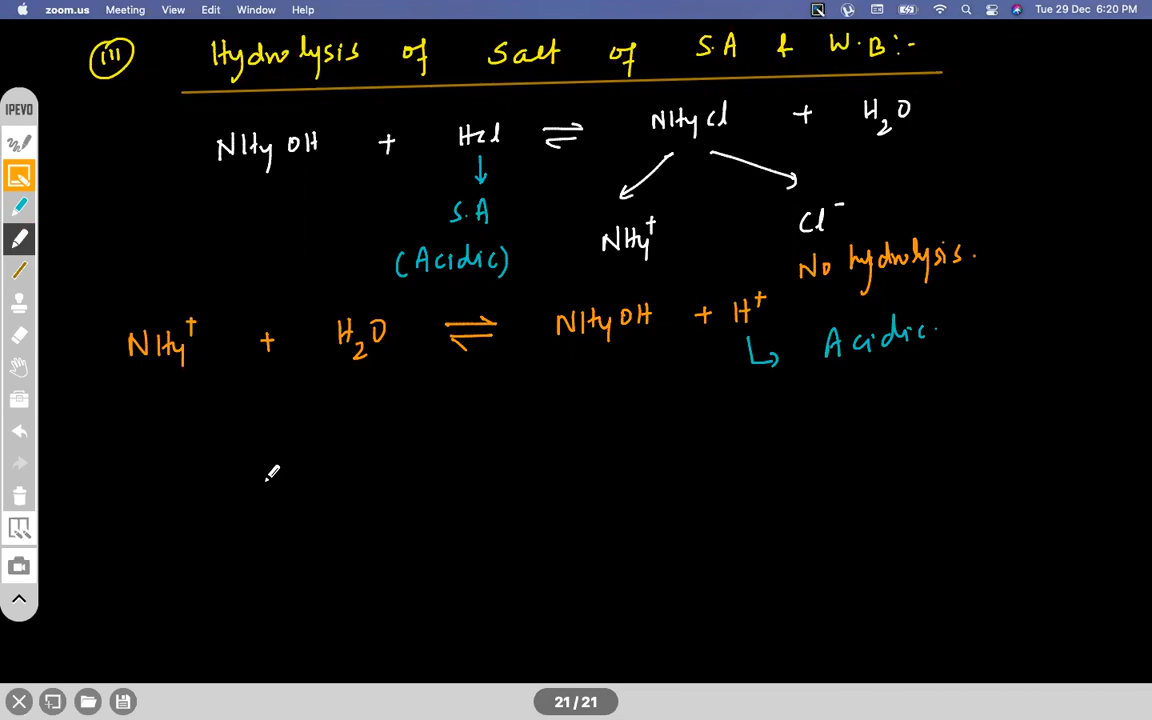 zoom.us Meeting View Edit Window Help Tue 29 Dec 6:20 PM
IPEVO
(iii) Hydrolysis of Salt of S.A & W.B:-
NH4OH + HCl ⇌ NH4Cl + H2O
↓
S.A
(Acidic)
NH4+
Cl-
No hydrolysis.
NH4+ + H2O ⇌ NH4OH + H+
Acidic.
21/21